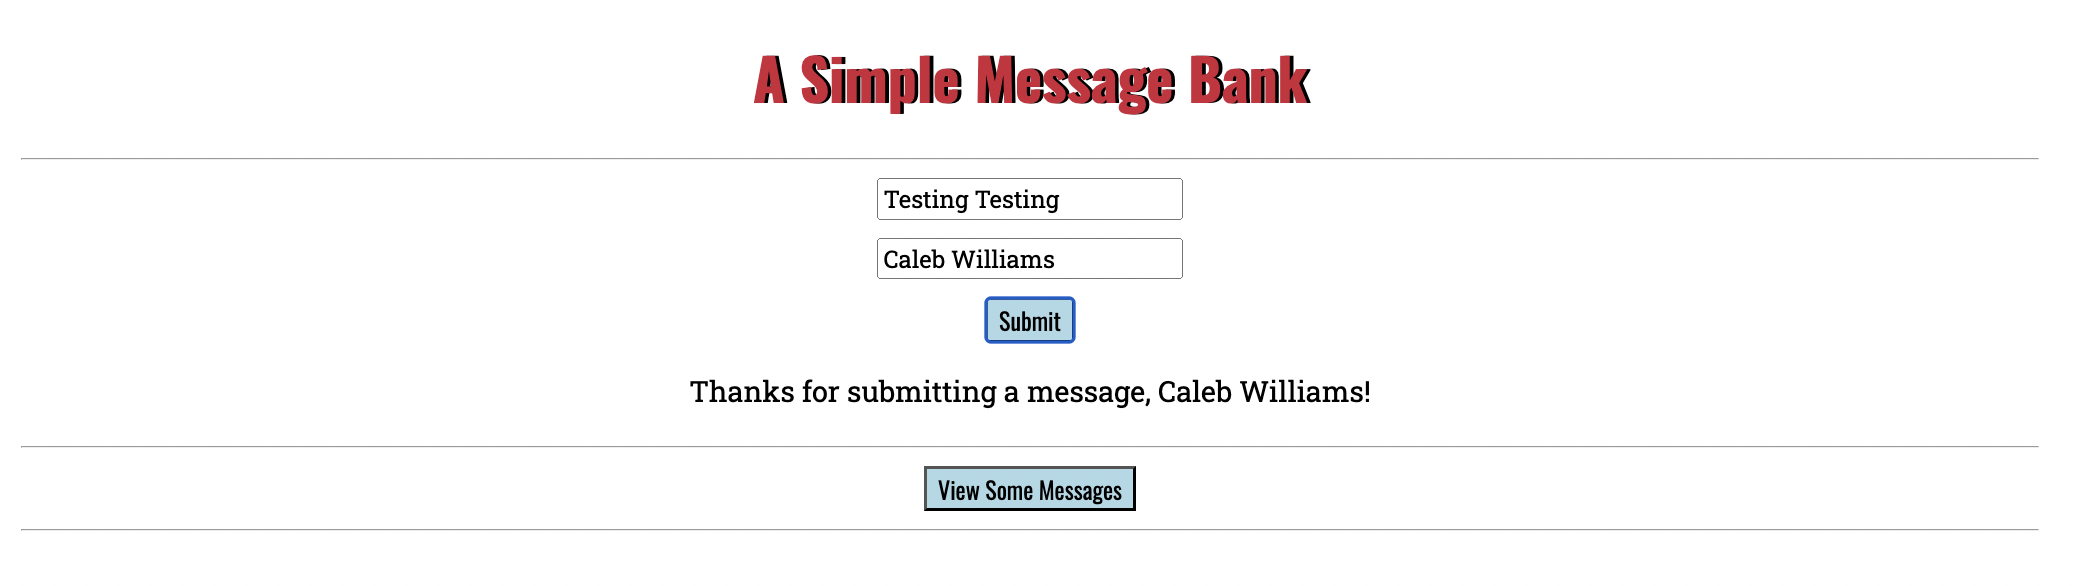 A Simple Message Bank
Testing Testing
Caleb Williams
Submit
Thanks for submitting a message, Caleb Williams!
View Some Messages